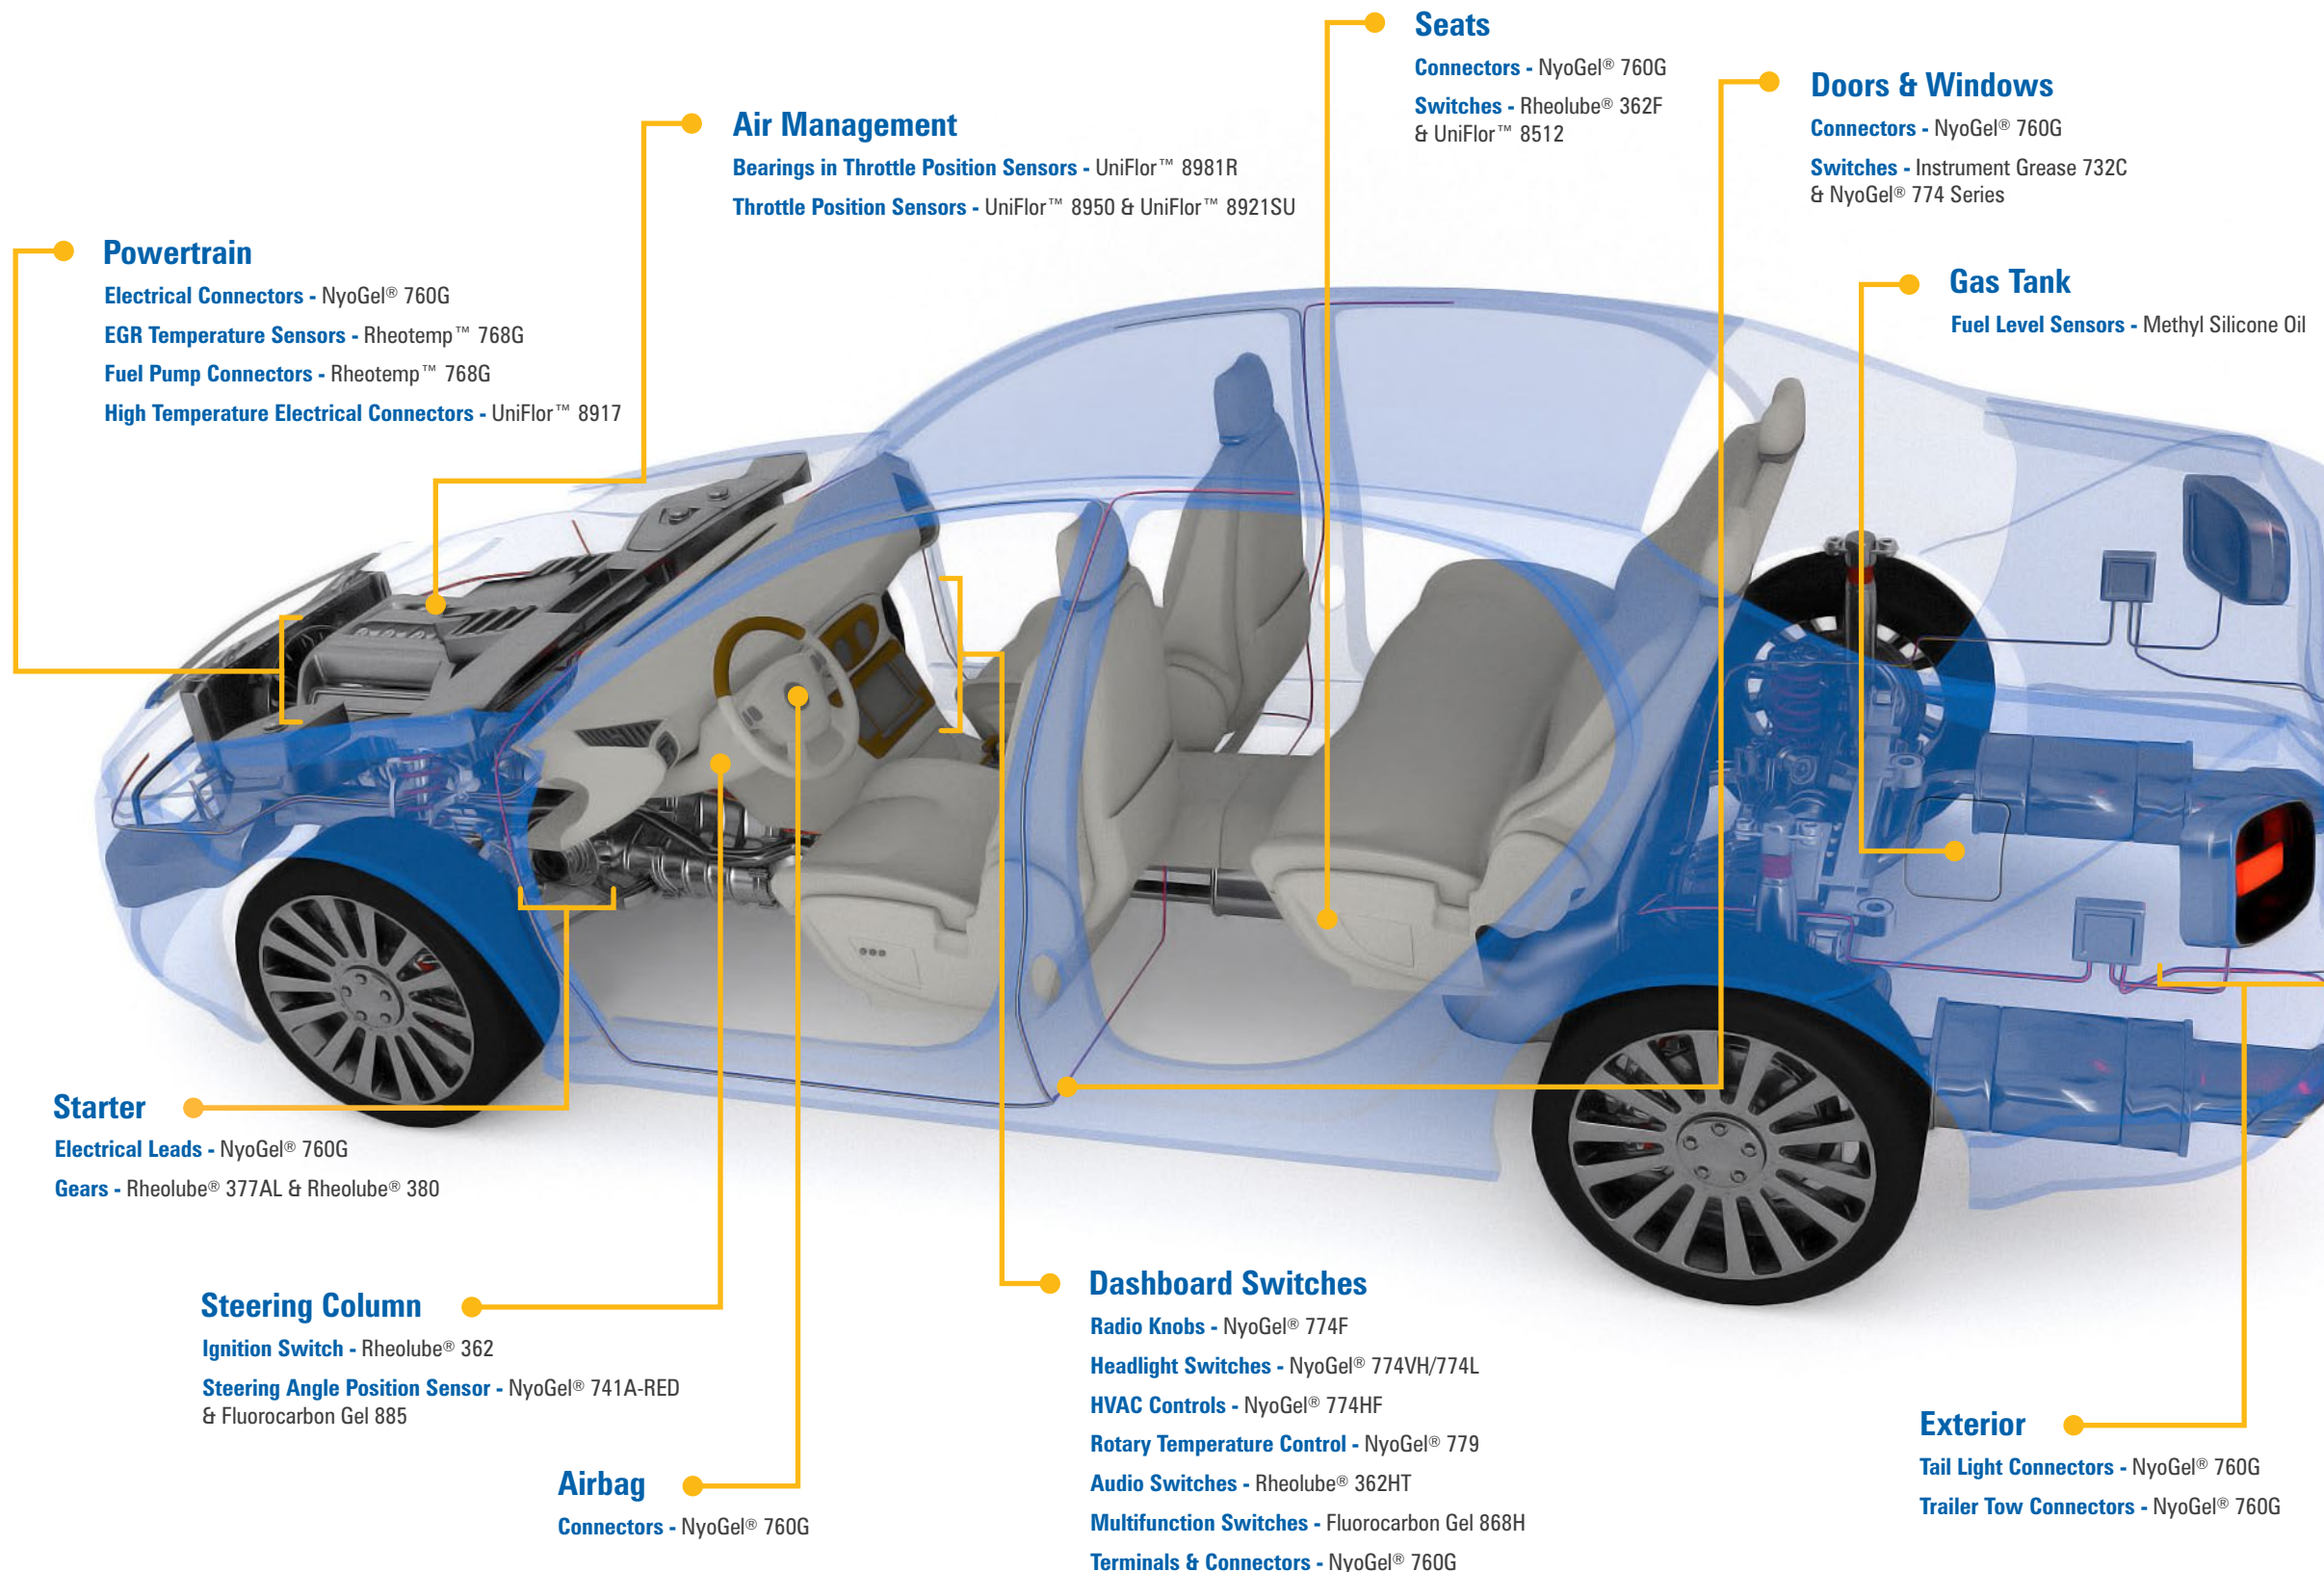 Seats
Connectors - NyoGel® 760G
Switches - Rheolube® 362F
& UniFlor™ 8512
Doors & Windows
Connectors - NyoGel® 760G
Switches - Instrument Grease 732C
& NyoGel® 774 Series
Air Management
Bearings in Throttle Position Sensors - UniFlor™ 8981R
Throttle Position Sensors - UniFlor™ 8950 & UniFlor™ 8921SU
Powertrain
Electrical Connectors - NyoGel® 760G
EGR Temperature Sensors - Rheotemp™ 768G
Fuel Pump Connectors - Rheotemp™ 768G
High Temperature Electrical Connectors - UniFlor™ 8917
Gas Tank
Fuel Level Sensors - Methyl Silicone Oil
Starter
Electrical Leads - NyoGel® 760G
Gears - Rheolube® 377AL & Rheolube® 380
Steering Column
Ignition Switch - Rheolube® 362
Steering Angle Position Sensor - NyoGel® 741A-RED
& Fluorocarbon Gel 885
Airbag
Connectors - NyoGel® 760G
Dashboard Switches
Radio Knobs - NyoGel® 774F
Headlight Switches - NyoGel® 774VH/774L
HVAC Controls - NyoGel® 774HF
Rotary Temperature Control - NyoGel® 779
Audio Switches - Rheolube® 362HT
Multifunction Switches - Fluorocarbon Gel 868H
Terminals & Connectors - NyoGel® 760G
Exterior
Tail Light Connectors - NyoGel® 760G
Trailer Tow Connectors - NyoGel® 760G